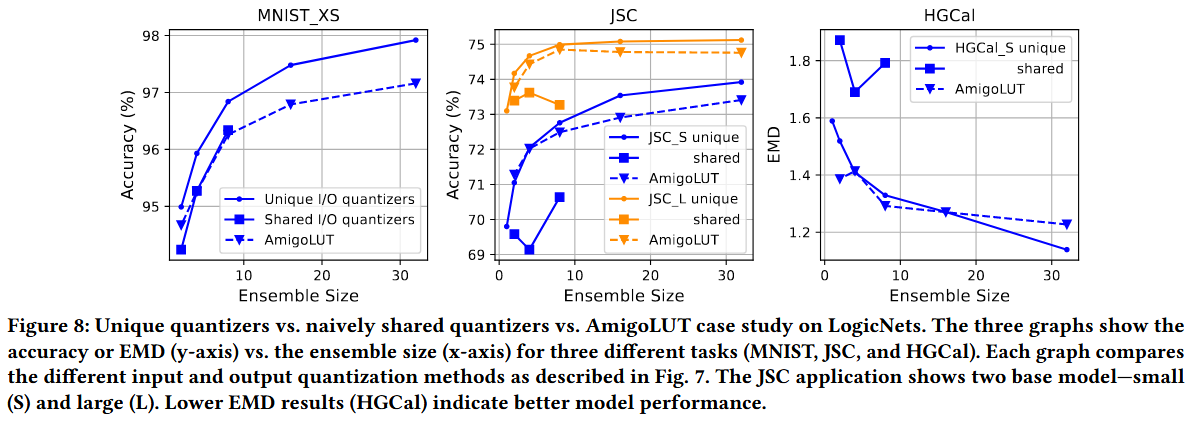 MNIST_XS
98
97
96
95
Accuracy (%)
10
20
30
Ensemble Size
Unique I/O quantizers
Shared I/O quantizers
AmigoLUT
JSC
75
74
73
72
71
70
69
Accuracy (%)
0
10
20
30
Ensemble Size
JSC_S unique
shared
AmigoLUT
JSC_L unique
shared
AmigoLUT
HGCal
1.8
1.6
1.4
1.2
EMD
0
10
20
30
Ensemble Size
HGCal_S unique
shared
AmigoLUT
Figure 8: Unique quantizers vs. naively shared quantizers vs. AmigoLUT case study on LogicNets. The three graphs show the
accuracy or EMD (y-axis) vs. the ensemble size (x-axis) for three different tasks (MNIST, JSC, and HGCal). Each graph compares
the different input and output quantization methods as described in Fig. 7. The JSC application shows two base model—small
(S) and large (L). Lower EMD results (HGCal) indicate better model performance.